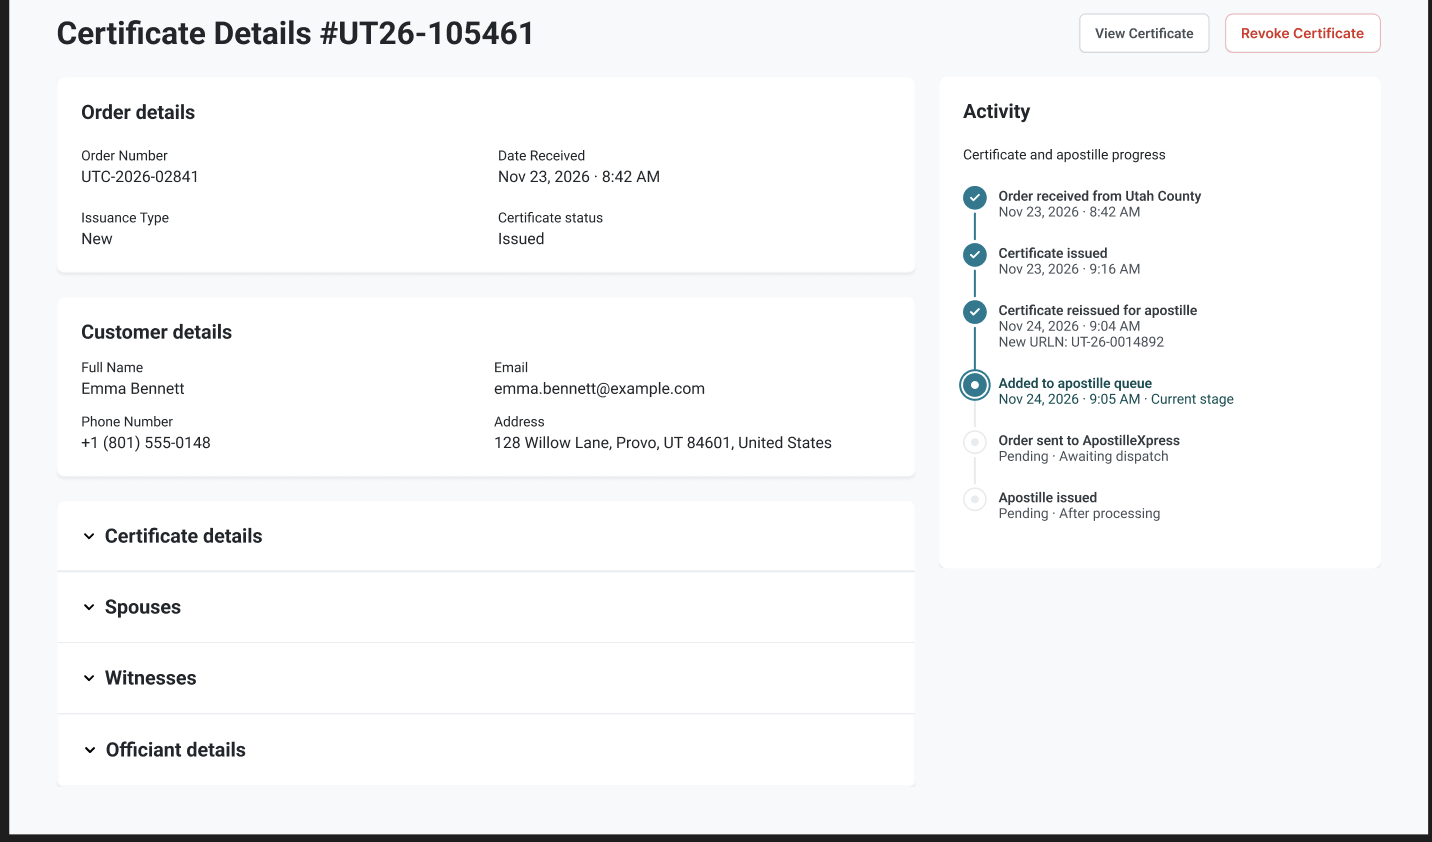 Certificate Details #UT26-105461
View Certificate
Revoke Certificate
Order details
Order Number
UTC-2026-02841
Date Received
Nov 23, 2026 · 8:42 AM
Issuance Type
New
Certificate status
Issued
Customer details
Full Name
Emma Bennett
Email
emma.bennett@example.com
Phone Number
+1 (801) 555-0148
Address
128 Willow Lane, Provo, UT 84601, United States
Certificate details
Spouses
Witnesses
Officiant details
Activity
Certificate and apostille progress
Order received from Utah County
Nov 23, 2026 · 8:42 AM
Certificate issued
Nov 23, 2026 · 9:16 AM
Certificate reissued for apostille
Nov 24, 2026 · 9:04 AM
New URLN: UT-26-0014892
Added to apostille queue
Nov 24, 2026 · 9:05 AM · Current stage
Order sent to ApostilleXpress
Pending · Awaiting dispatch
Apostille issued
Pending · After processing